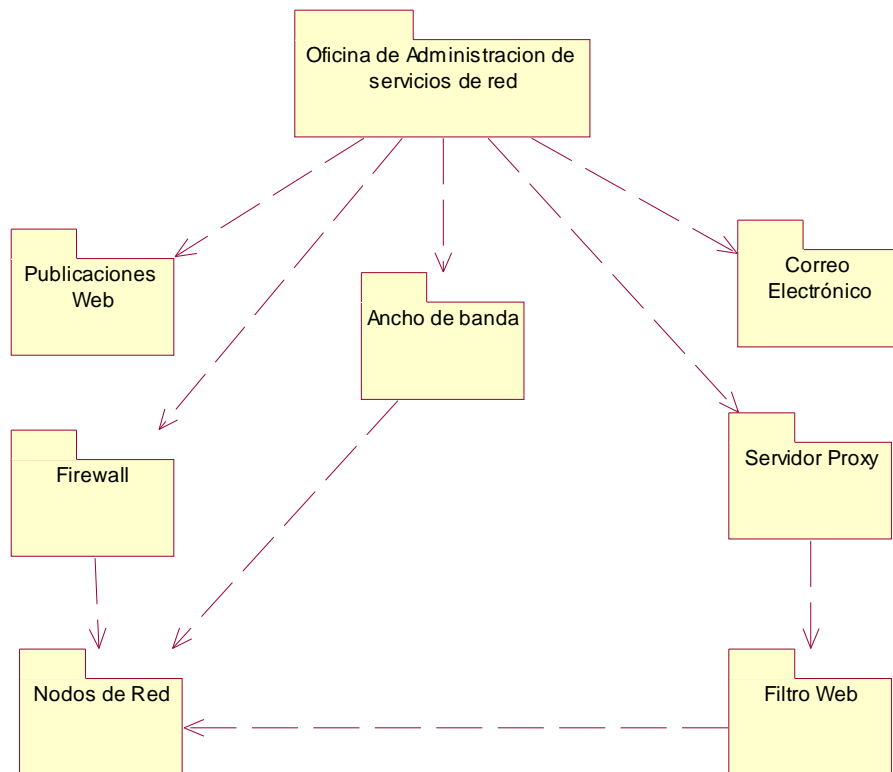 Oficina de Administracion de
servicios de red
Publicaciones
Web
Correo
Electrónico
Ancho de banda
Firewall
Servidor Proxy
Nodos de Red
Filtro Web